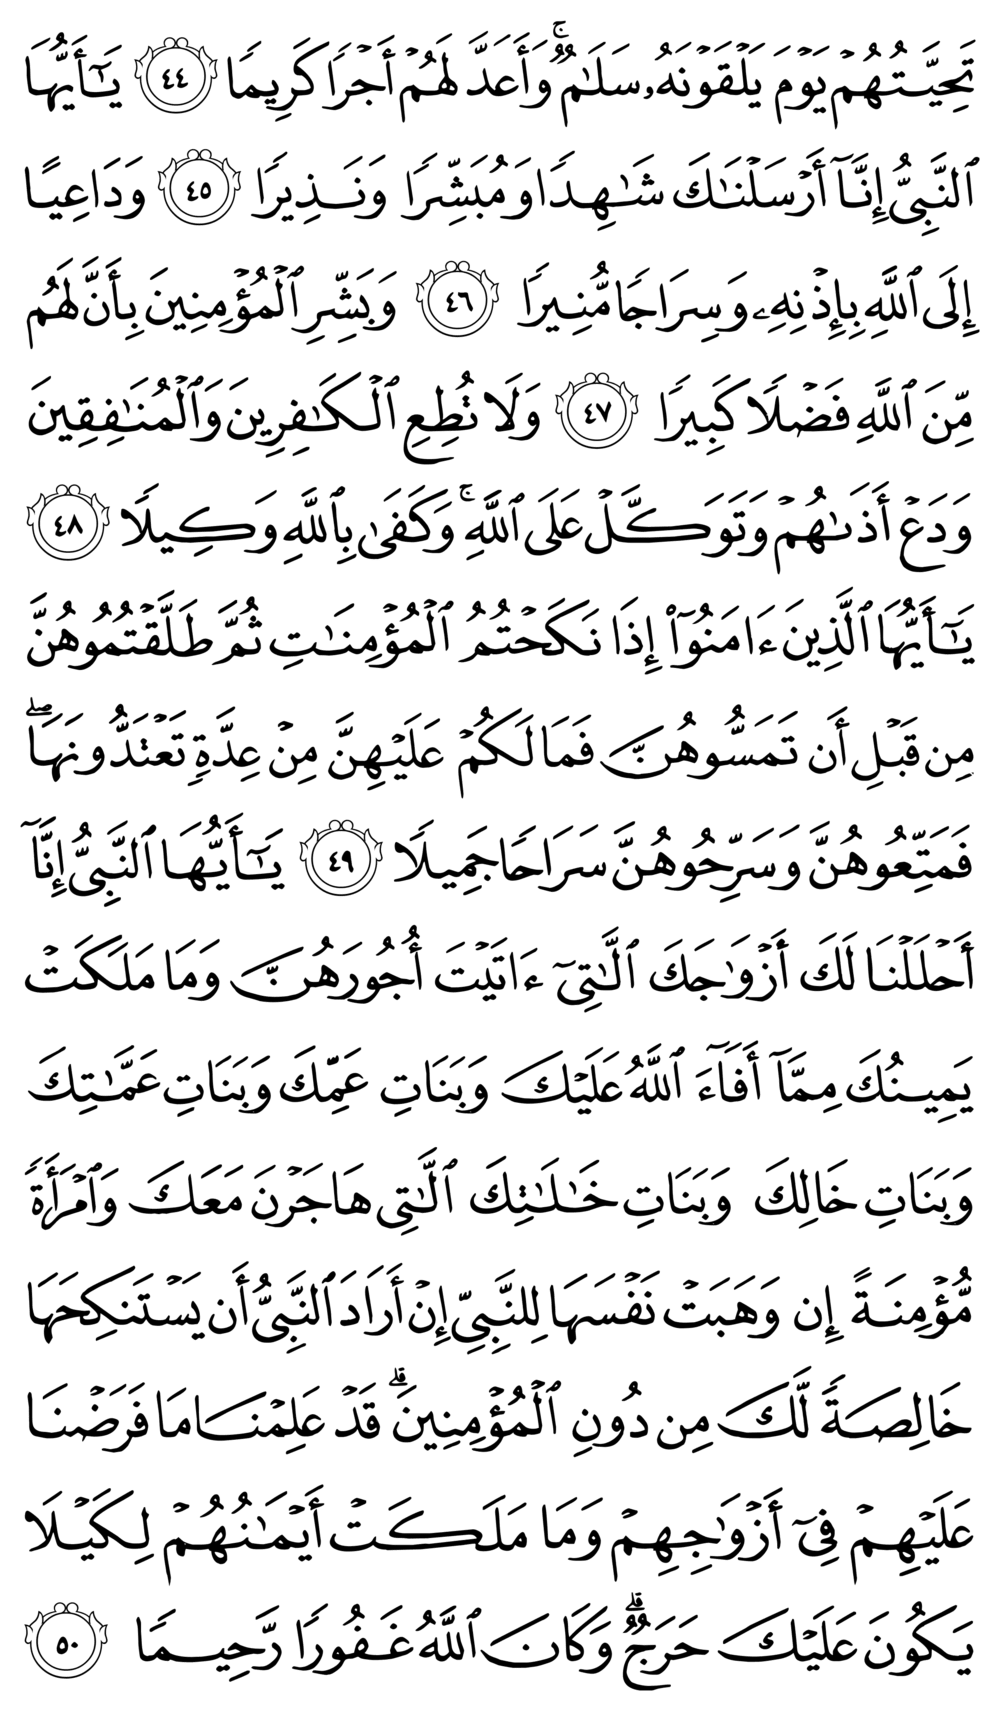 تَحِيَّتُهُمْ يَوْمَ يَلْقَوْنَهُۥ سَلَٰمٌ ۚ وَأَعَدَّ لَهُمْ أَجْرًا كَرِيمًا ٤٤ يَٰٓأَيُّهَا
ٱلنَّبِىُّ إِنَّآ أَرْسَلْنَٰكَ شَٰهِدًا وَمُبَشِّرًا وَنَذِيرًا ٤٥ وَدَاعِيًا
إِلَى ٱللَّهِ بِإِذْنِهِۦ وَسِرَاجًا مُّنِيرًا ٤٦ وَبَشِّرِ ٱلْمُؤْمِنِينَ بِأَنَّ لَهُم
مِّنَ ٱللَّهِ فَضْلًا كَبِيرًا ٤٧ وَلَا تُطِعِ ٱلْكَٰفِرِينَ وَٱلْمُنَٰفِقِينَ
وَدَعْ أَذَىٰهُمْ وَتَوَكَّلْ عَلَى ٱللَّهِ ۚ وَكَفَىٰ بِٱللَّهِ وَكِيلًا ٤٨
يَٰٓأَيُّهَا ٱلَّذِينَ ءَامَنُوٓا۟ إِذَا نَكَحْتُمُ ٱلْمُؤْمِنَٰتِ ثُمَّ طَلَّقْتُمُوهُنَّ
مِن قَبْلِ أَن تَمَسُّوهُنَّ فَمَا لَكُمْ عَلَيْهِنَّ مِنْ عِدَّةٍ تَعْتَدُّونَهَا ۖ
فَمَتِّعُوهُنَّ وَسَرِّحُوهُنَّ سَرَاحًا جَمِيلًا ٤٩ يَٰٓأَيُّهَا ٱلنَّبِىُّ إِنَّآ
أَحْلَلْنَا لَكَ أَزْوَٰجَكَ ٱلَّٰتِىٓ ءَاتَيْتَ أُجُورَهُنَّ وَمَا مَلَكَتْ
يَمِينُكَ مِمَّآ أَفَآءَ ٱللَّهُ عَلَيْكَ وَبَنَاتِ عَمِّكَ وَبَنَاتِ عَمَّٰتِكَ
وَبَنَاتِ خَالِكَ وَبَنَاتِ خَٰلَٰتِكَ ٱلَّٰتِى هَاجَرْنَ مَعَكَ وَٱمْرَأَةً
مُّؤْمِنَةً إِن وَهَبَتْ نَفْسَهَا لِلنَّبِىِّ إِنْ أَرَادَ ٱلنَّبِىُّ أَن يَسْتَنكِحَهَا
خَالِصَةً لَّكَ مِن دُونِ ٱلْمُؤْمِنِينَ ۗ قَدْ عَلِمْنَا مَا فَرَضْنَا
عَلَيْهِمْ فِىٓ أَزْوَٰجِهِمْ وَمَا مَلَكَتْ أَيْمَٰنُهُمْ لِكَيْلَا
يَكُونَ عَلَيْكَ حَرَجٌ ۗ وَكَانَ ٱللَّهُ غَفُورًا رَّحِيمًا ٥٠